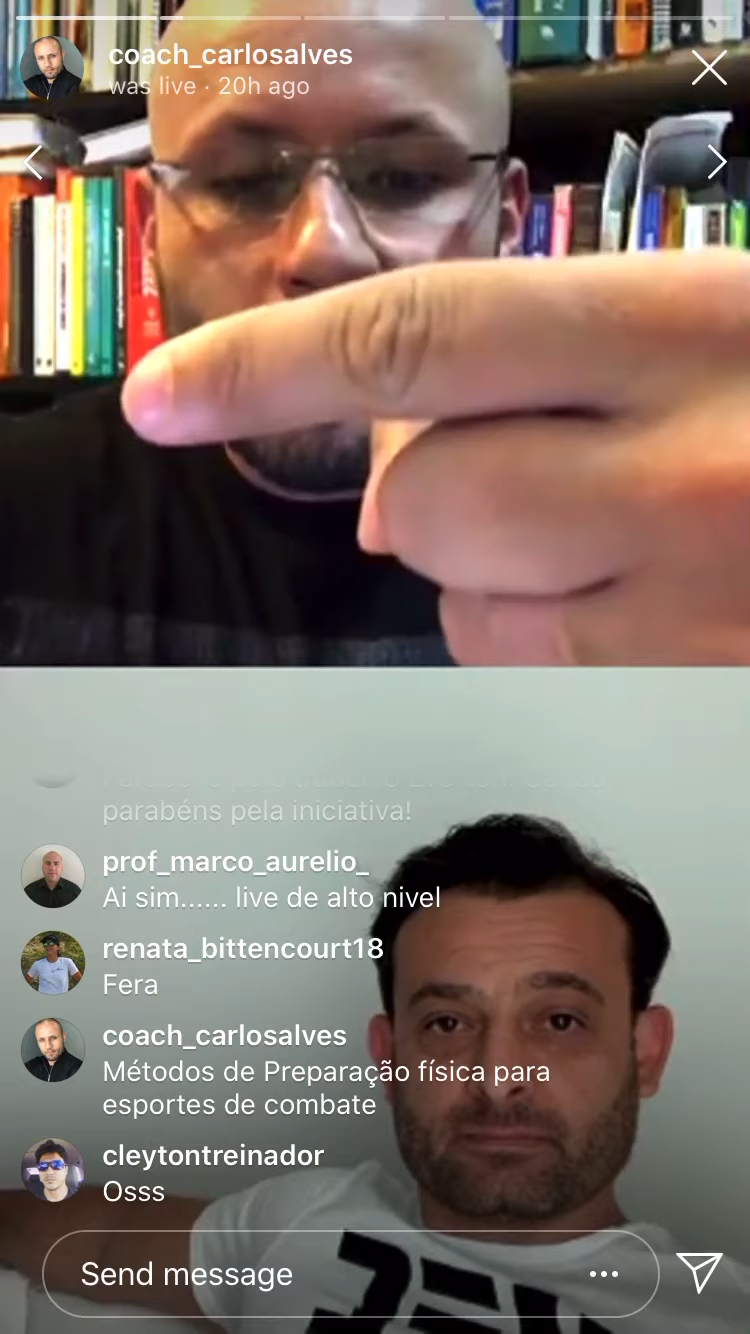 coach_carlosalves
was live · 20h ago
parabéns pela iniciativa!
prof_marco_aurelio_
Ai sim...... live de alto nivel
renata_bittencourt18
Fera
coach_carlosalves
Métodos de Preparação física para
esportes de combate
cleytontreinador
Osss
Send message